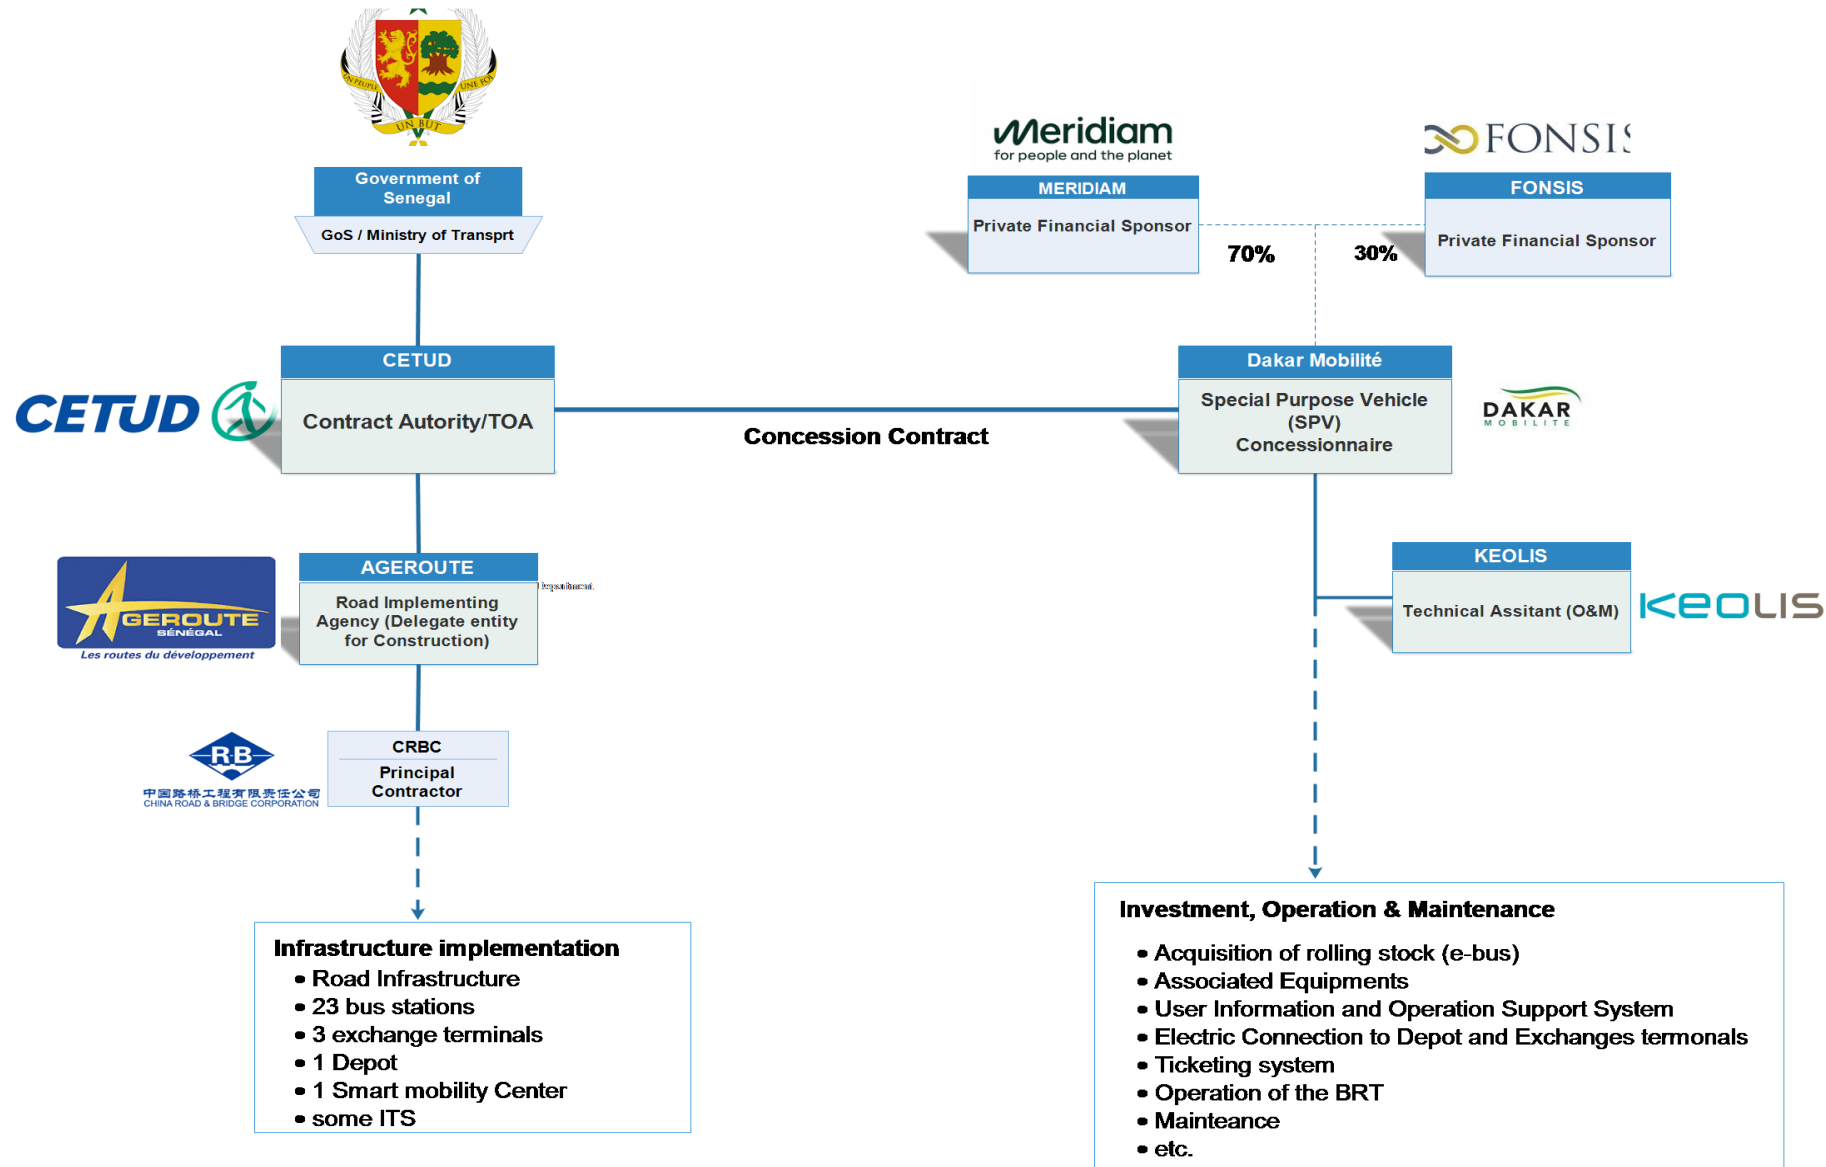 UN PEUPLE
UNE FOI
UN BUT
Government of
Senegal
GoS / Ministry of Transprt
Meridiam
for people and the planet
MERIDIAM
Private Financial Sponsor
FONSIS
FONSIS
Private Financial Sponsor
70%
30%
CETUD
CETUD
Contract Autority/TOA
Concession Contract
Dakar Mobilité
Special Purpose Vehicle
(SPV)
Concessionnaire
DAKAR
MOBILITE
AGEROUTE
SÉNÉGAL
Les routes du développement
AGEROUTE
Department
Road Implementing
Agency (Delegate entity
for Construction)
KEOLIS
Technical Assitant (O&M)
KEOLIS
R B
中国路桥工程有限责任公司
CHINA ROAD & BRIDGE CORPORATION
CRBC
Principal
Contractor
Infrastructure implementation
• Road Infrastructure
• 23 bus stations
• 3 exchange terminals
• 1 Depot
• 1 Smart mobility Center
• some ITS
Investment, Operation & Maintenance
• Acquisition of rolling stock (e-bus)
• Associated Equipments
• User Information and Operation Support System
• Electric Connection to Depot and Exchanges termonals
• Ticketing system
• Operation of the BRT
• Mainteance
• etc.